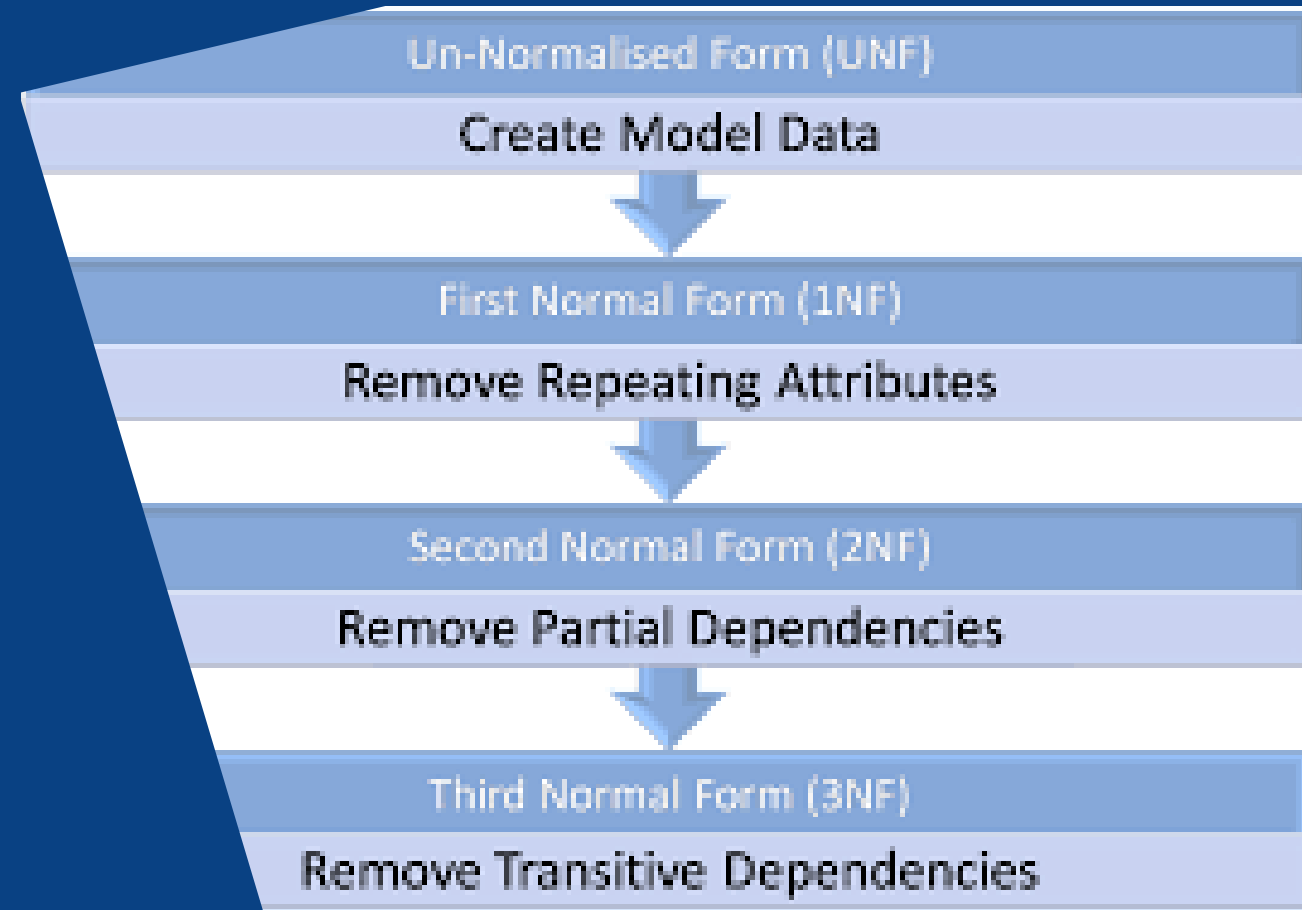 Un-Normalised Form (UNF)
Create Model Data
First Normal Form (1NF)
Remove Repeating Attributes
Second Normal Form (2NF)
Remove Partial Dependencies
Third Normal Form (3NF)
Remove Transitive Dependencies